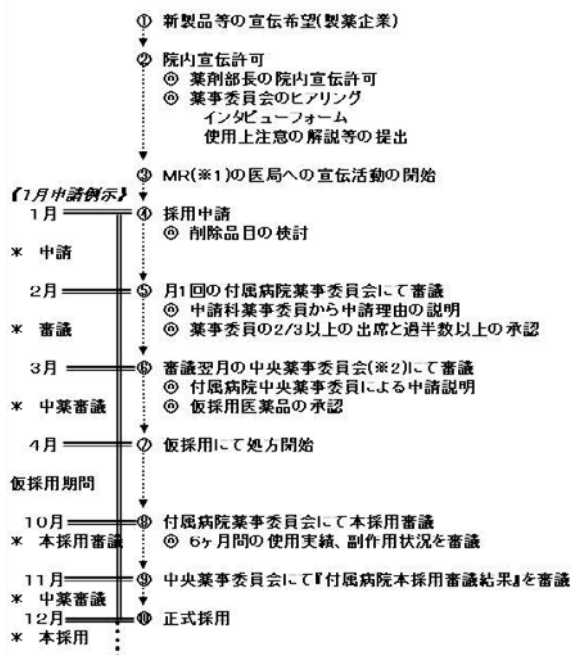 ① 新製品等の宣伝希望(製薬企業)
② 院内宣伝許可
◎ 薬剤部長の院内宣伝許可
◎ 薬事委員会のヒアリング
インタビューフォーム
使用上注意の解説等の提出
③ MR(※1)の医局への宣伝活動の開始
《1月申請例示》
1月 ④ 採用申請
◎ 削除品目の検討
* 申請
2月 ⑤ 月1回の付属病院薬事委員会にて審議
◎ 申請科薬事委員から申請理由の説明
* 審議 ◎ 薬事委員の2/3以上の出席と過半数以上の承認
3月 ⑥ 審議翌月の中央薬事委員会(※2)にて審議
◎ 付属病院中央薬事委員による申請説明
* 中薬審議 ◎ 仮採用医薬品の承認
4月 ⑦ 仮採用にて処方開始
仮採用期間
10月 ⑧ 付属病院薬事委員会にて本採用審議
* 本採用審議 ◎ 6ヶ月間の使用実績、副作用状況を審議
11月 ⑨ 中央薬事委員会にて『付属病院本採用審議結果』を審議
* 中薬審議
12月 ⑩ 正式採用
* 本採用